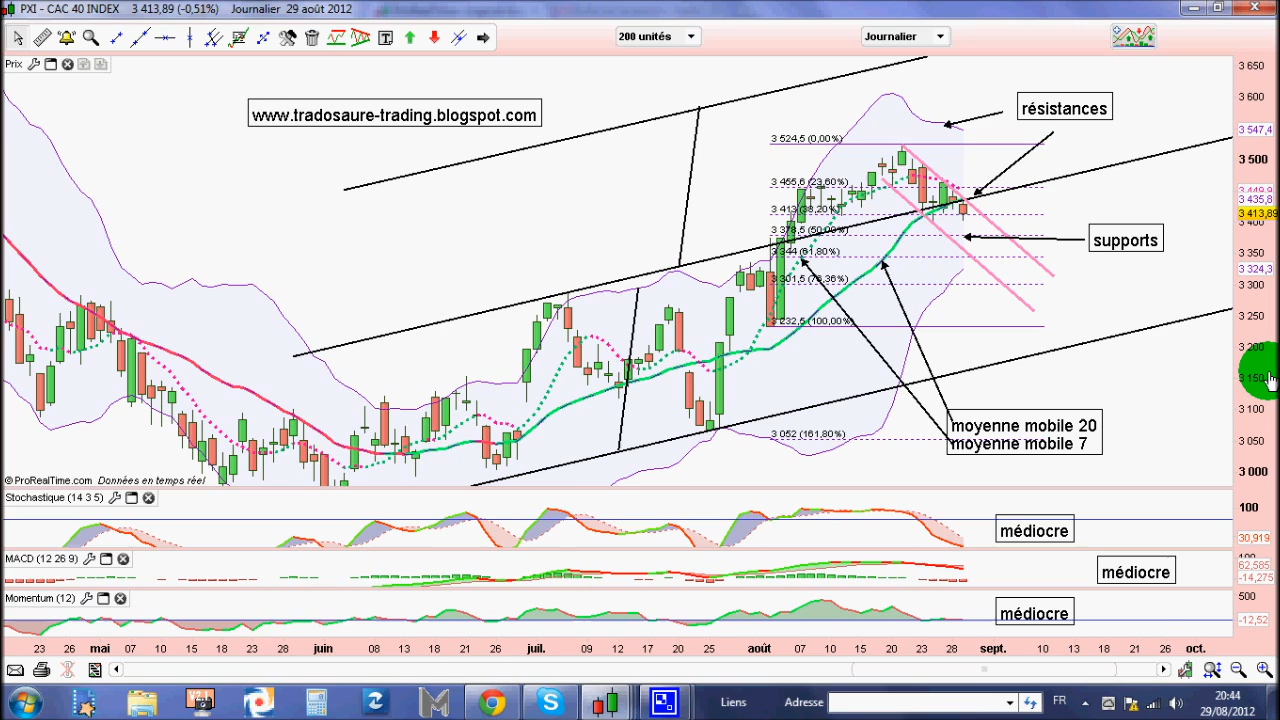 PXI - CAC 40 INDEX 3 413,89 (-0,51%) Journalier 29 août 2012
200 unités
Journalier
Prix
www.tradosaure-trading.blogspot.com
résistances
supports
3 524,5 (0,00%)
3 455,6 (23,60%)
3 413 (38,20%)
3 378,5 (50,00%)
3 344 (61,80%)
3 301,5 (76,36%)
3 232,5 (100,00%)
3 052 (161,80%)
moyenne mobile 20
moyenne mobile 7
3 650
3 600
3 547,4
3 500
3 449,9
3 435,8
3 413,89
3 400
3 350
3 324,3
3 300
3 250
3 200
3 150
3 100
3 050
3 000
© ProRealTime.com Données en temps réel
Stochastique (14 3 5)
médiocre
100
30,919
MACD (12 26 9)
médiocre
100
62,565
-14,275
Momentum (12)
médiocre
500
-12,52
23 26 mai 07 10 15 18 23 28 juin 08 13 18 21 26 juil. 06 12 17 20 25 août 07 10 15 20 23 28 sept. 10 13 18 21 26 oct.
Liens
Adresse
FR
20:44
29/08/2012